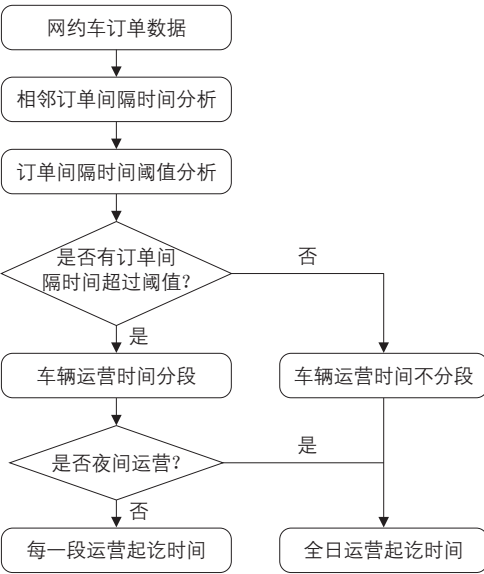 网约车订单数据
相邻订单间隔时间分析
订单间隔时间阈值分析
是否有订单间
隔时间超过阈值？
否
是
车辆运营时间分段
车辆运营时间不分段
是否夜间运营？
是
否
每一段运营起讫时间
全日运营起讫时间